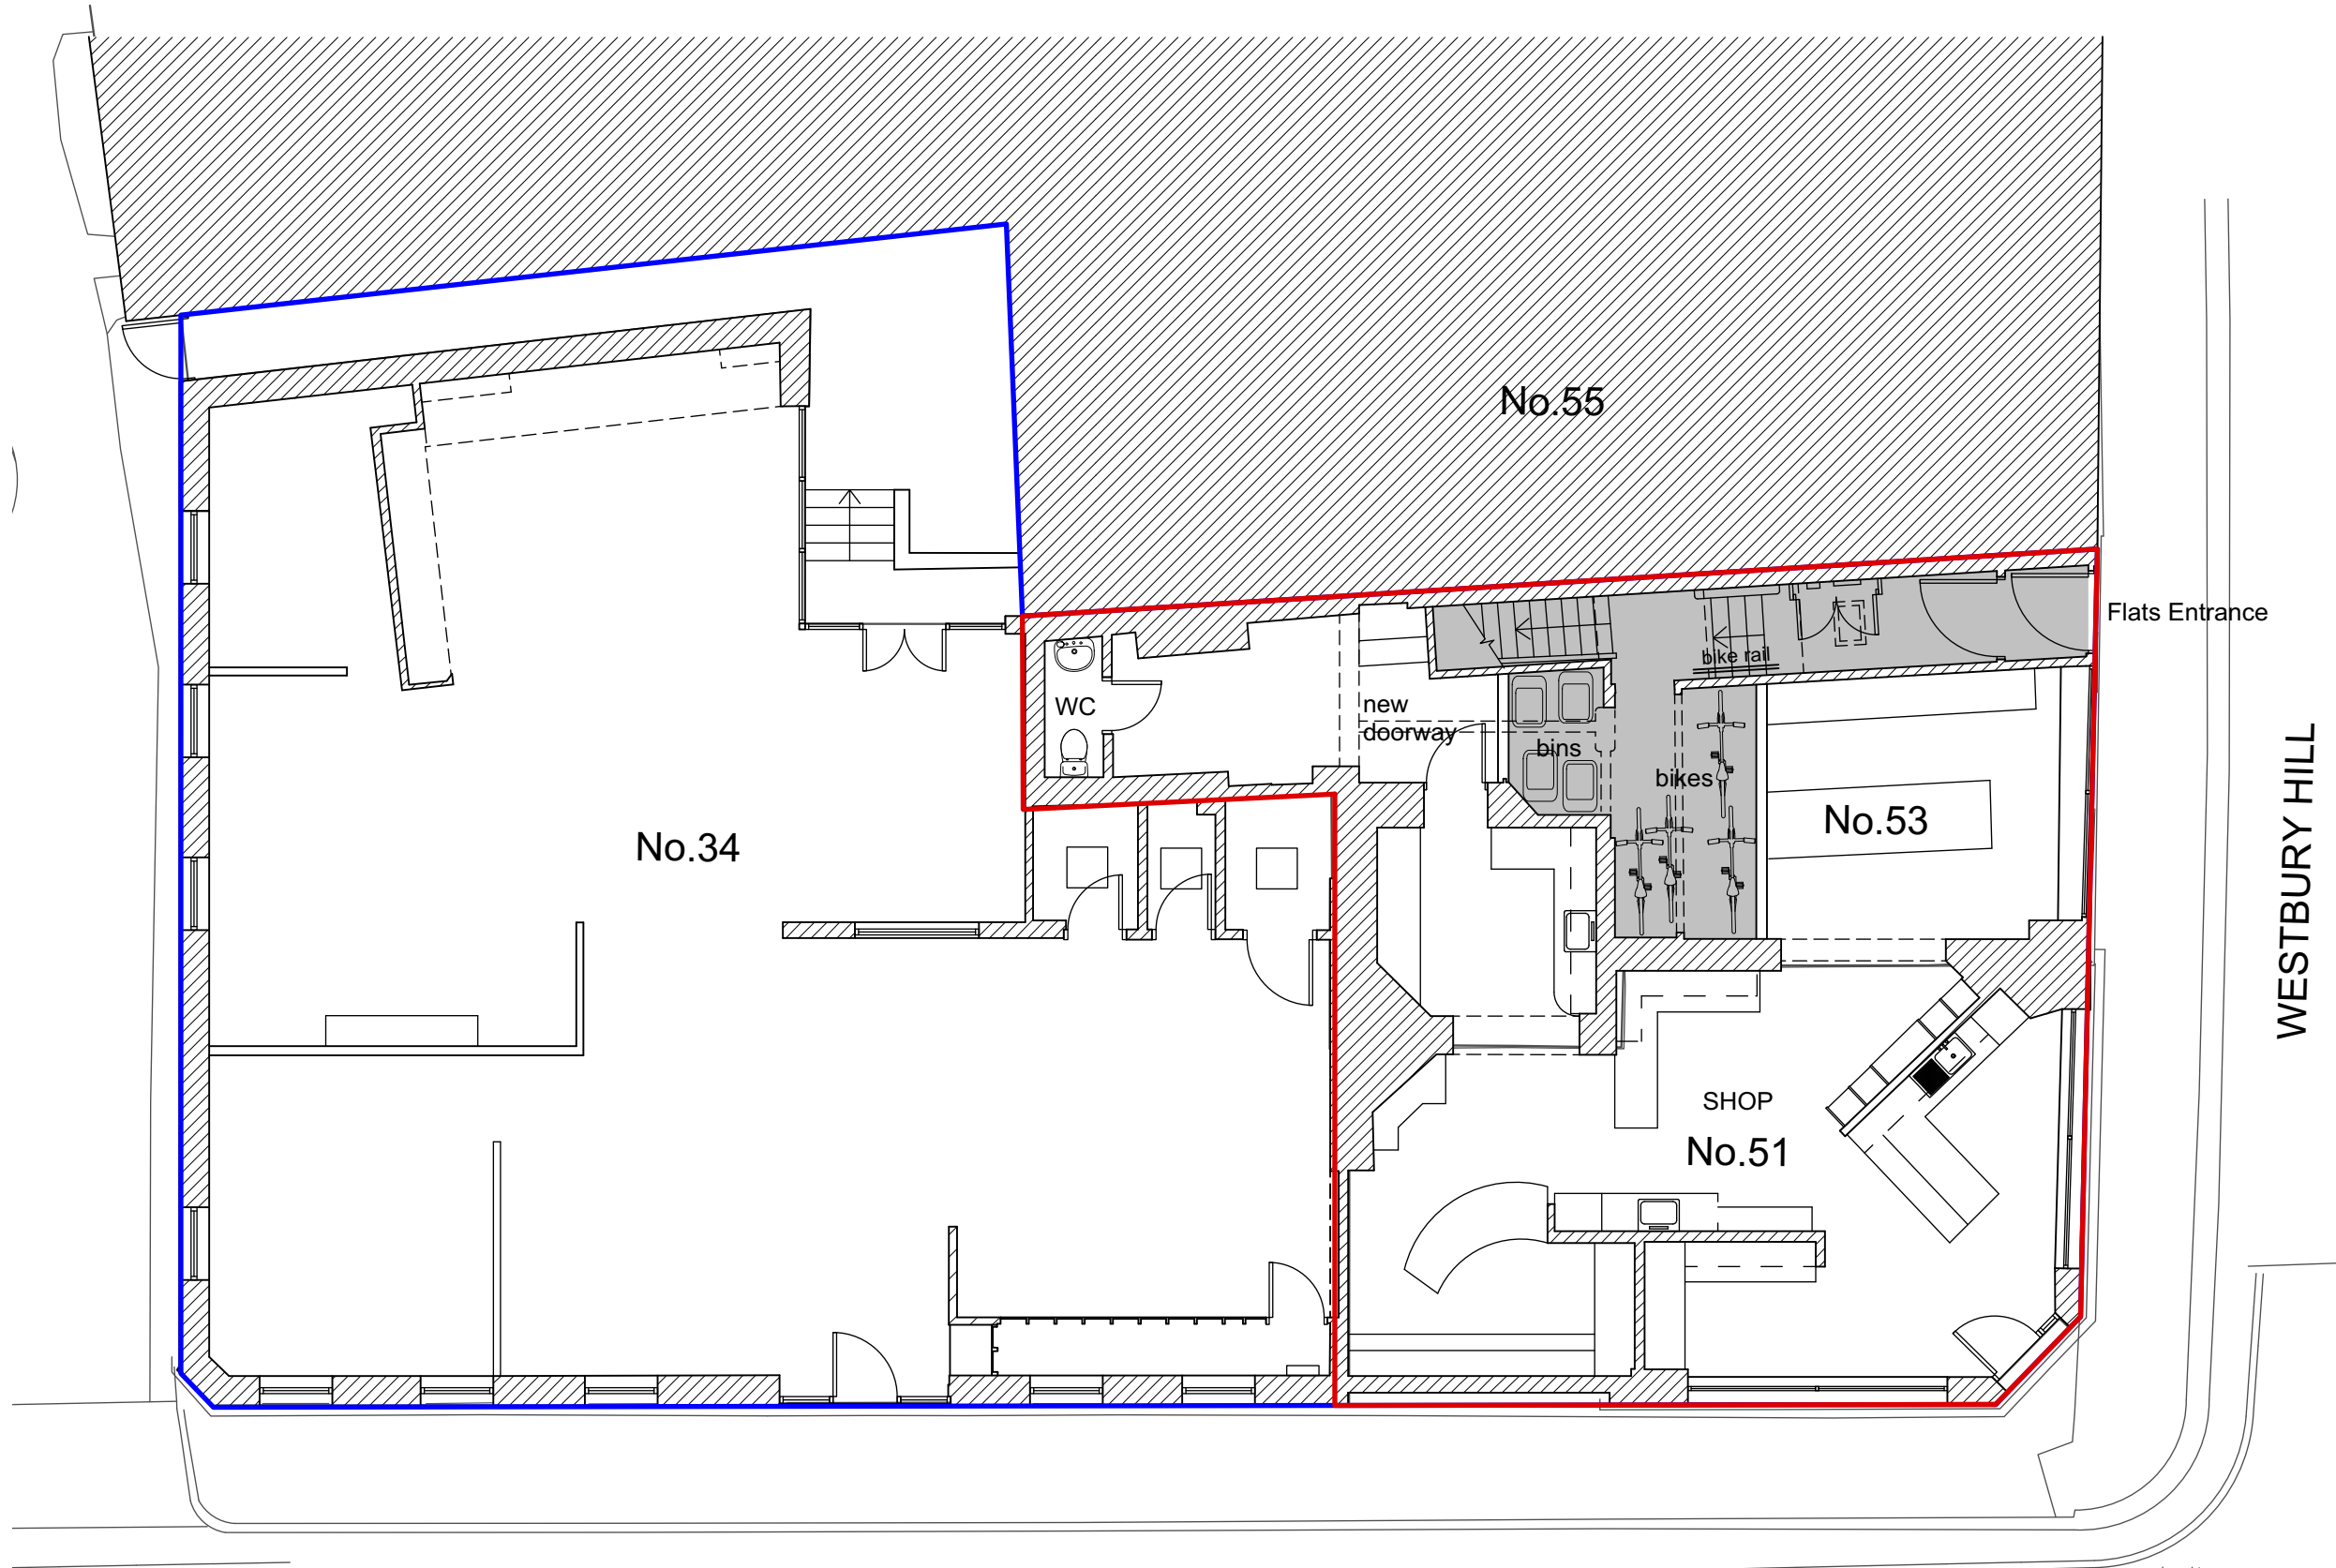 No.55
Flats Entrance
bike rail
WC
new
doorway
bins
bikes
No.53
No.34
WESTBURY HILL
SHOP
No.51